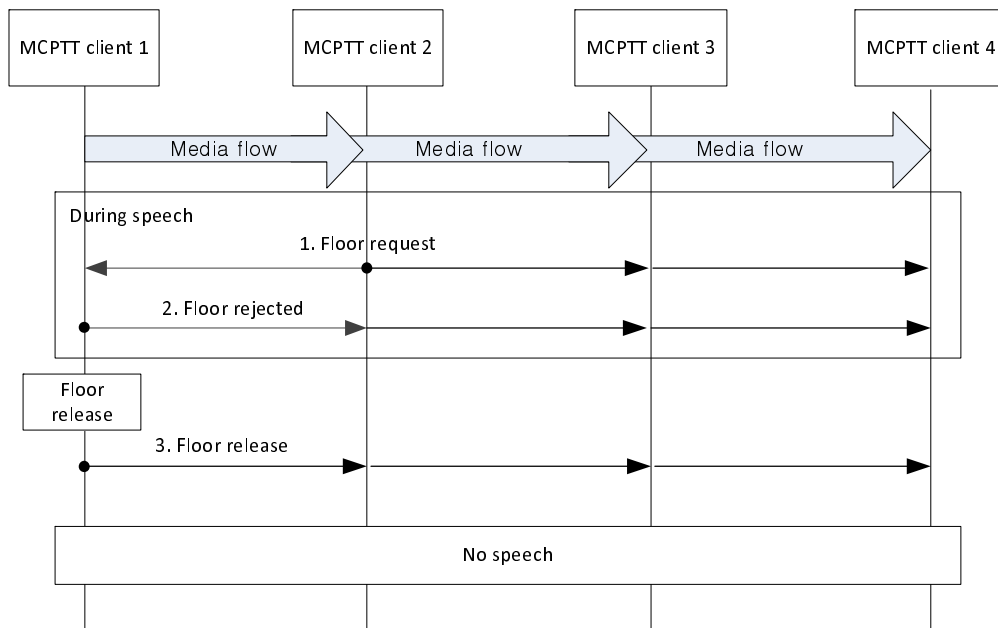 MCPTT client 1
MCPTT client 2
MCPTT client 3
MCPTT client 4
Media flow
Media flow
Media flow
During speech
1. Floor request
2. Floor rejected
Floor
release
3. Floor release
No speech